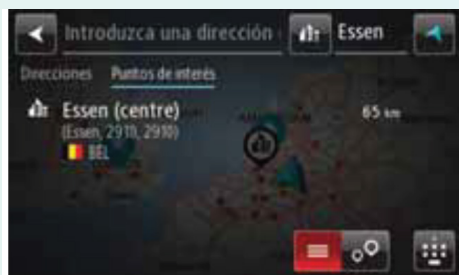 Introduzca una dirección Essen
Direcciones Puntos de interés
Essen (centre) 65 km
(Essen, 2910, 2910)
BEL